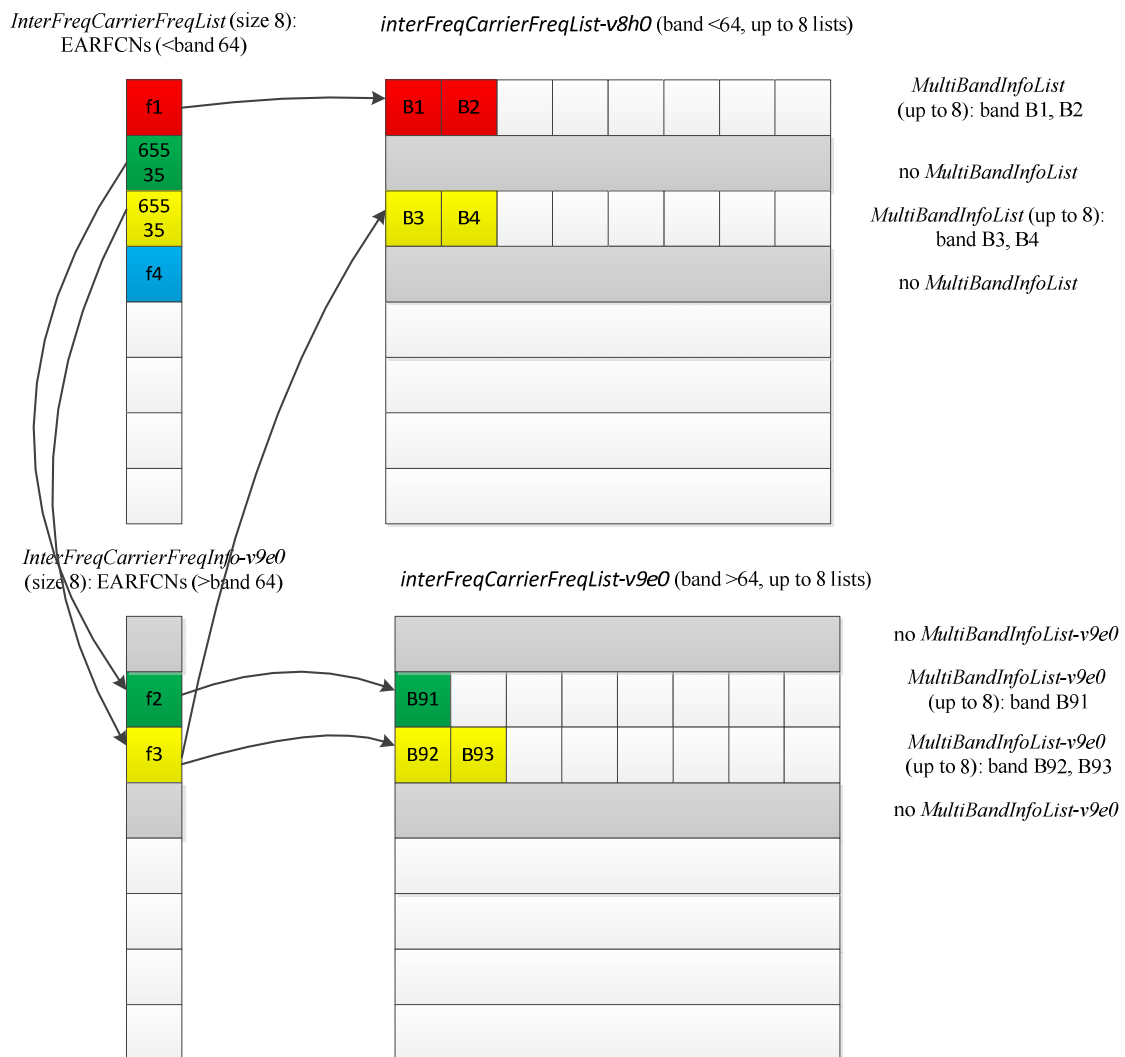 InterFreqCarrierFreqList (size 8):
EARFCNs (<band 64)
interFreqCarrierFreqList-v8h0 (band <64, up to 8 lists)
f1
B1 B2
MultiBandInfoList
(up to 8): band B1, B2
655
35
no MultiBandInfoList
655
35
B3 B4
MultiBandInfoList (up to 8):
band B3, B4
f4
no MultiBandInfoList
InterFreqCarrierFreqInfo-v9e0
(size 8): EARFCNs (>band 64)
interFreqCarrierFreqList-v9e0 (band >64, up to 8 lists)
no MultiBandInfoList-v9e0
f2
B91
MultiBandInfoList-v9e0
(up to 8): band B91
f3
B92 B93
MultiBandInfoList-v9e0
(up to 8): band B92, B93
no MultiBandInfoList-v9e0